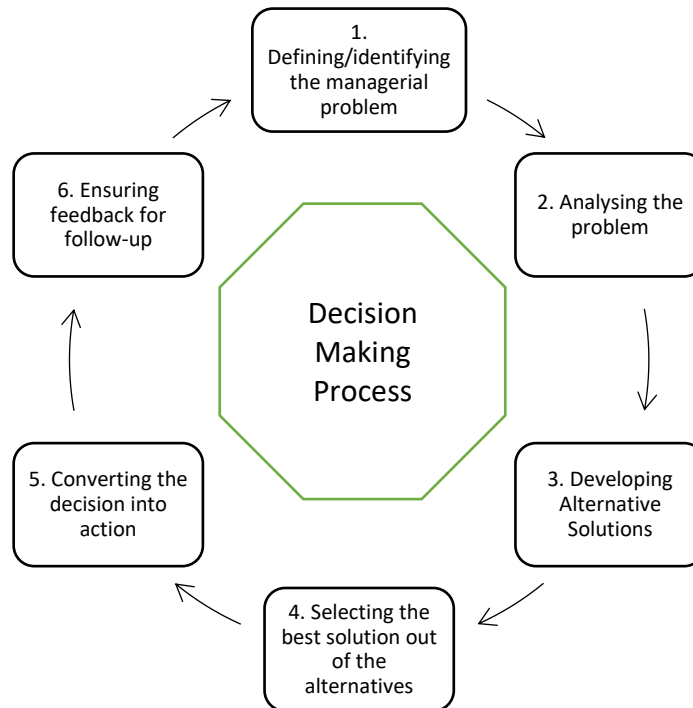 1.
Defining/identifying
the managerial
problem
2. Analysing the
problem
3. Developing
Alternative
Solutions
4. Selecting the
best solution out
of the
alternatives
5. Converting the
decision into
action
6. Ensuring
feedback for
follow-up
Decision
Making
Process